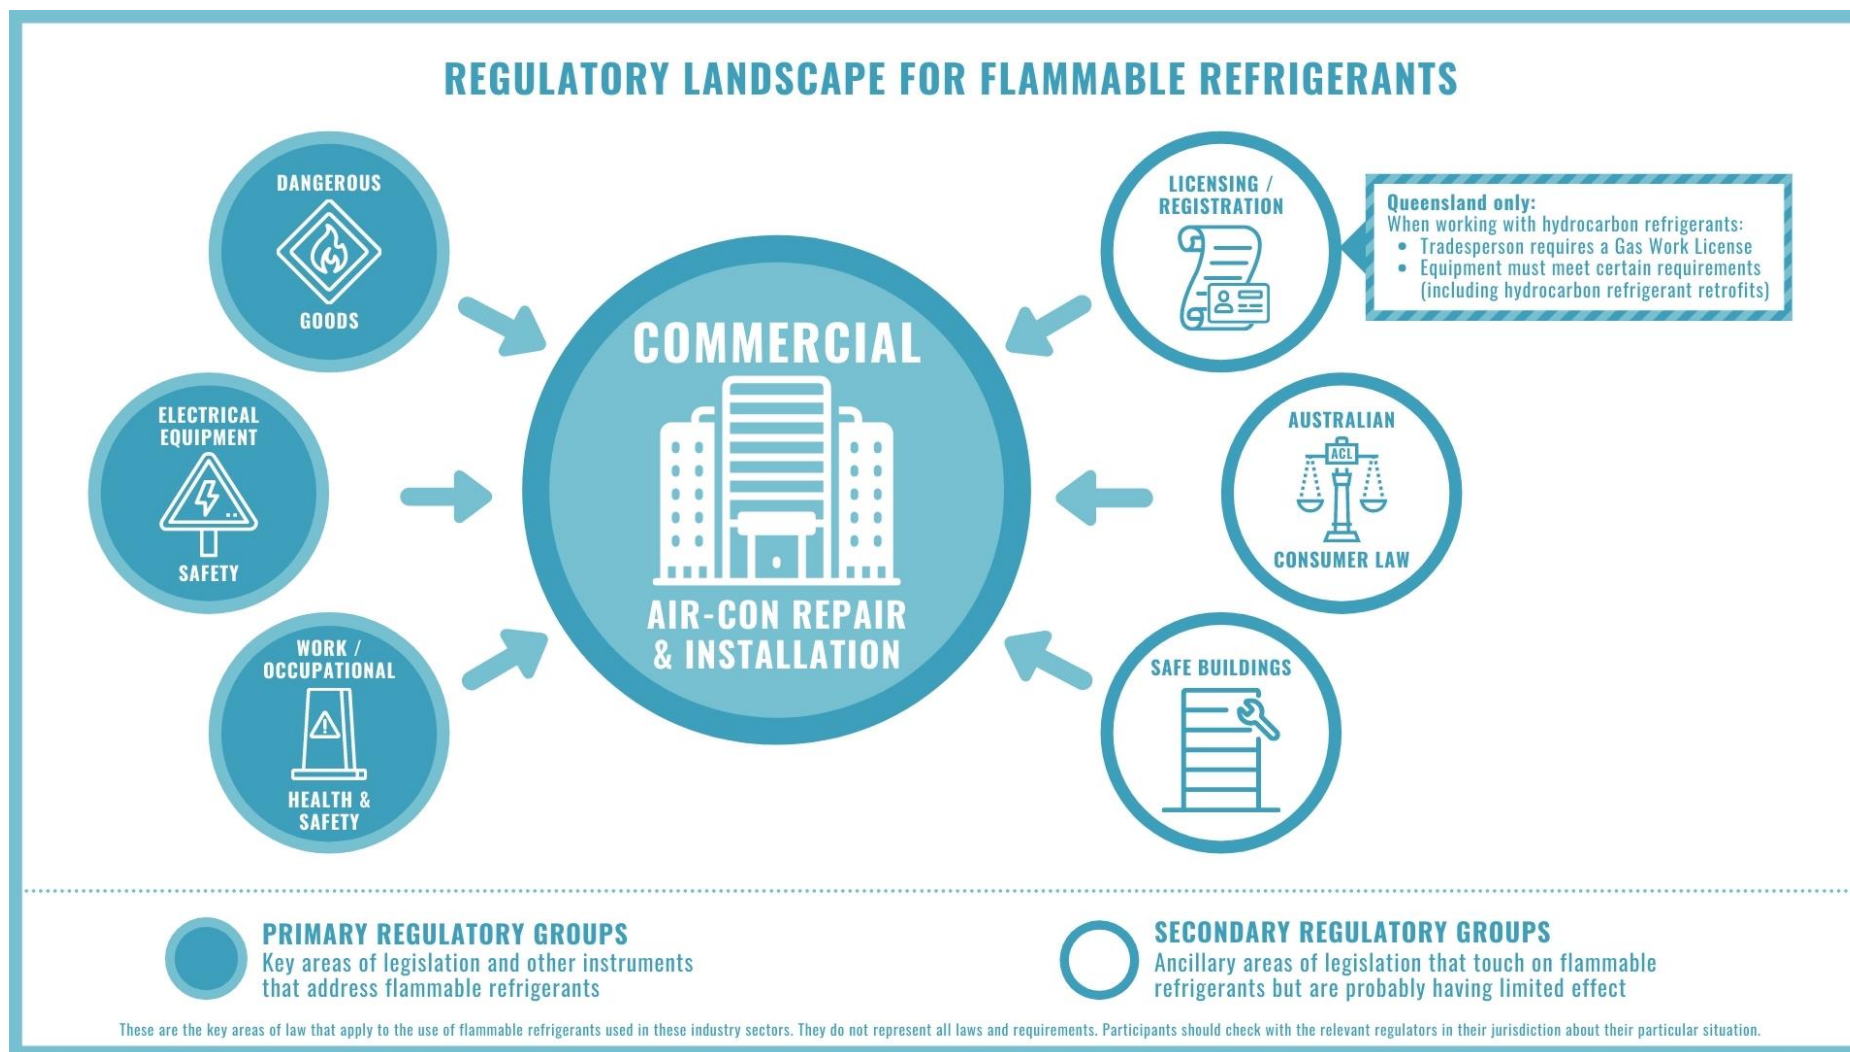 REGULATORY LANDSCAPE FOR FLAMMABLE REFRIGERANTS
DANGEROUS
GOODS
ELECTRICAL
EQUIPMENT
SAFETY
WORK /
OCCUPATIONAL
HEALTH &
SAFETY
COMMERCIAL
AIR-CON REPAIR
& INSTALLATION
LICENSING /
REGISTRATION
Queensland only:
When working with hydrocarbon refrigerants:
• Tradesperson requires a Gas Work License
• Equipment must meet certain requirements
(including hydrocarbon refrigerant retrofits)
AUSTRALIAN
ACL
CONSUMER LAW
SAFE BUILDINGS
PRIMARY REGULATORY GROUPS
Key areas of legislation and other instruments
that address flammable refrigerants
SECONDARY REGULATORY GROUPS
Ancillary areas of legislation that touch on flammable
refrigerants but are probably having limited effect
These are the key areas of law that apply to the use of flammable refrigerants used in these industry sectors. They do not represent all laws and requirements. Participants should check with the relevant regulators in their jurisdiction about their particular situation.